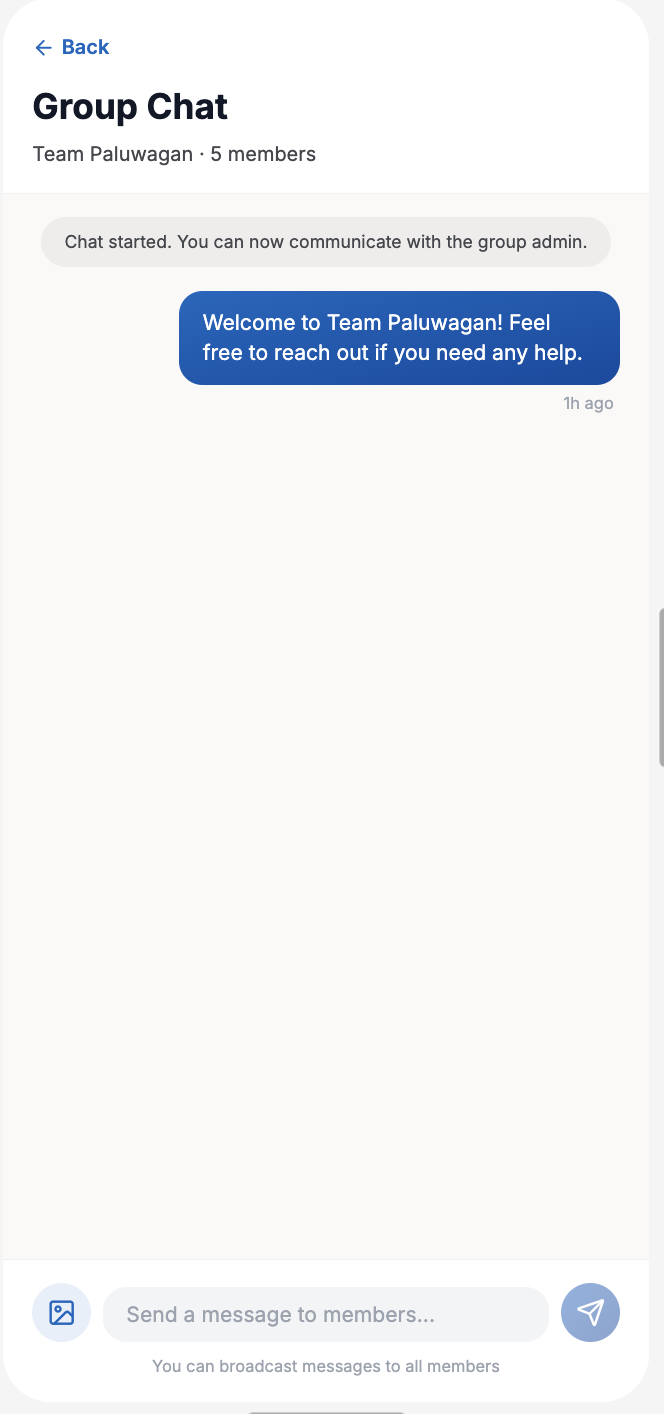 Back
Group Chat
Team Paluwagan · 5 members
Chat started. You can now communicate with the group admin.
Welcome to Team Paluwagan! Feel
free to reach out if you need any help.
1h ago
Send a message to members...
You can broadcast messages to all members